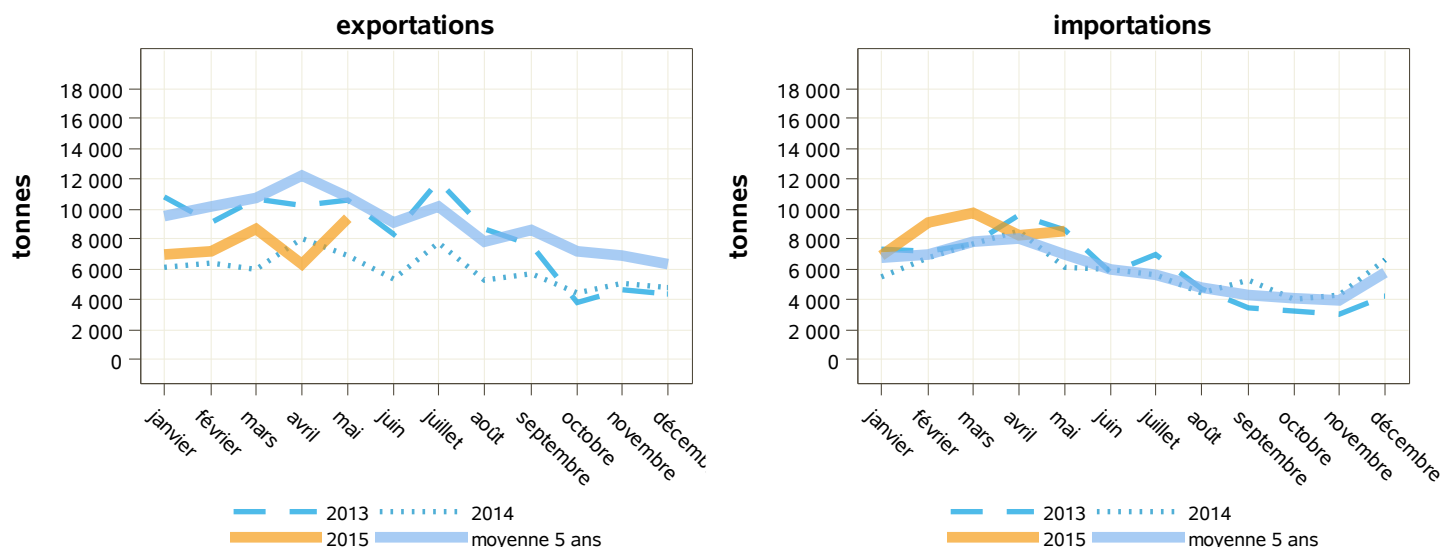 exportations
18 000
16 000
14 000
12 000
10 000
8 000
6 000
4 000
2 000
0
tonnes
janvier
février
mars
avril
mai
juin
juillet
août
septembre
octobre
novembre
décemb
2013
2014
2015
moyenne 5 ans
importations
18 000
16 000
14 000
12 000
10 000
8 000
6 000
4 000
2 000
0
tonnes
janvier
février
mars
avril
mai
juin
juillet
août
septembre
octobre
novembre
décembre
2013
2014
2015
moyenne 5 ans